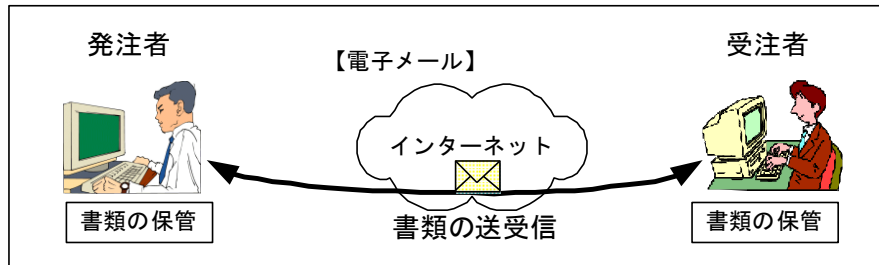 発注者
受注者
【電子メール】
インターネット
書類の送受信
書類の保管
書類の保管